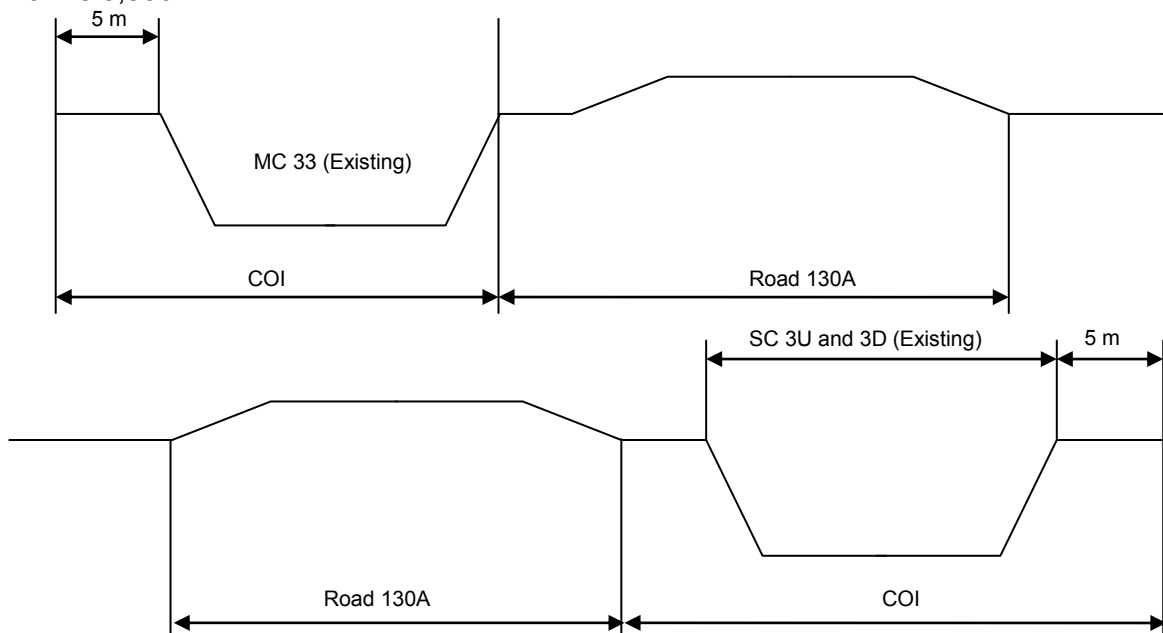 5 m
MC 33 (Existing)
COI
Road 130A
SC 3U and 3D (Existing)
5 m
Road 130A
COI